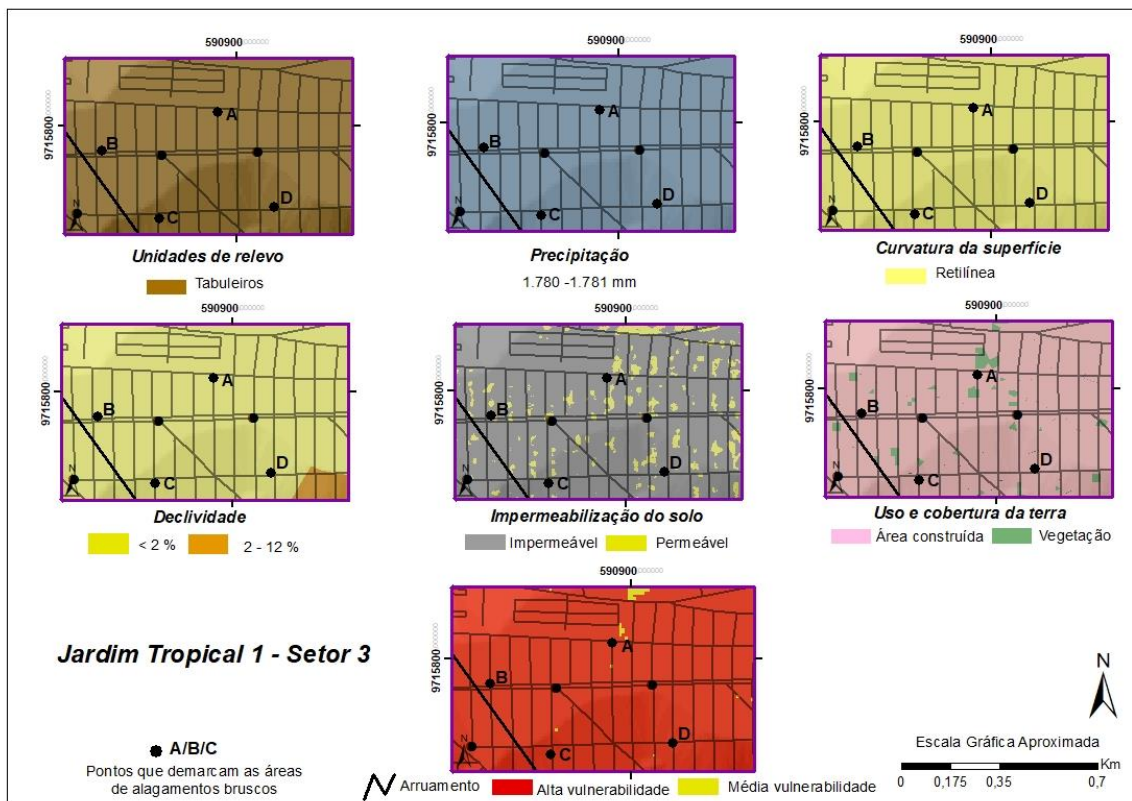 590900
9715800
A
B
C
D
N
Unidades de relevo
Tabuleiros
590900
9715800
A
B
C
D
N
Precipitação
1.780 -1.781 mm
590900
9715800
A
B
C
D
N
Curvatura da superfície
Retilínea
590900
9715800
A
B
C
D
N
Declividade
< 2 %
2 - 12 %
590900
9715800
A
B
C
D
N
Impermeabilização do solo
Impermeável
Permeável
590900
9715800
A
B
C
D
N
Uso e cobertura da terra
Área construída
Vegetação
590900
9715800
A
B
C
D
N
Jardim Tropical 1 - Setor 3
A/B/C
Pontos que demarcam as áreas
de alagamentos bruscos
Arruamento
Alta vulnerabilidade
Média vulnerabilidade
N
Escala Gráfica Aproximada
0 0,175 0,35 0,7
Km